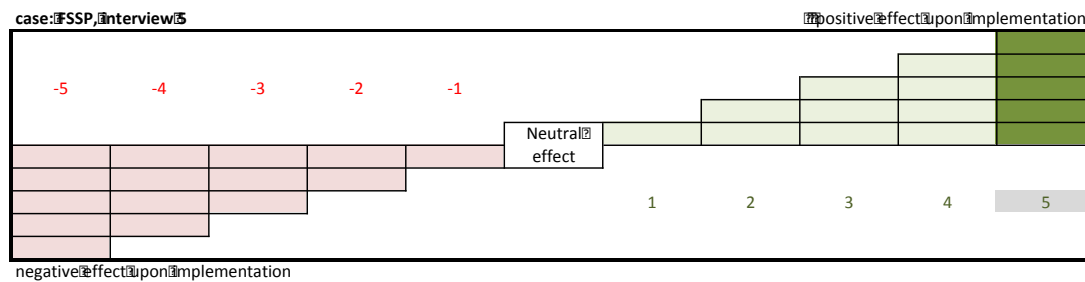 case: FSSP, interview 5
positive effect upon implementation
-5 -4 -3 -2 -1
Neutral
effect
1 2 3 4 5
negative effect upon implementation